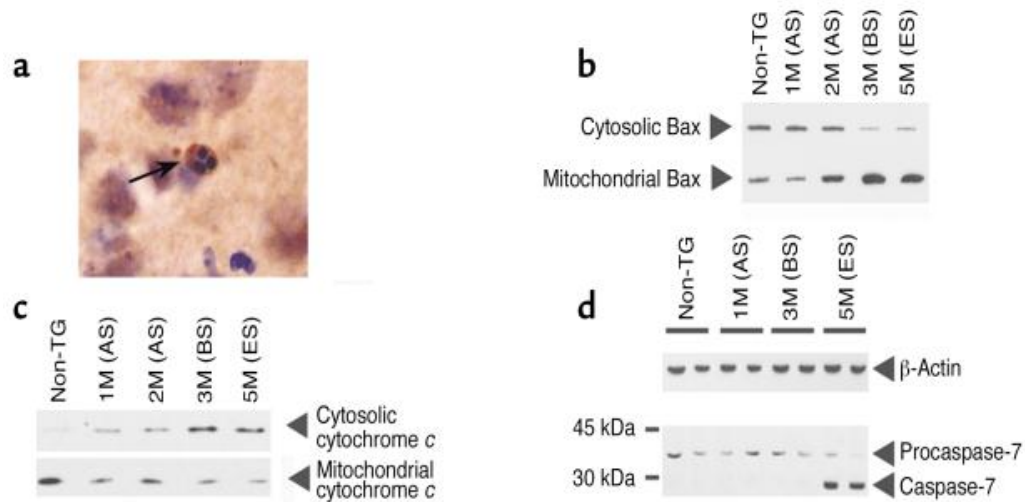 a
b
Non-TG
1M (AS)
2M (AS)
3M (BS)
5M (ES)
Cytosolic Bax
Mitochondrial Bax
c
Non-TG
1M (AS)
2M (AS)
3M (BS)
5M (ES)
Cytosolic
cytochrome c
Mitochondrial
cytochrome c
d
Non-TG
1M (AS)
3M (BS)
5M (ES)
β-Actin
45 kDa
30 kDa
Procaspase-7
Caspase-7